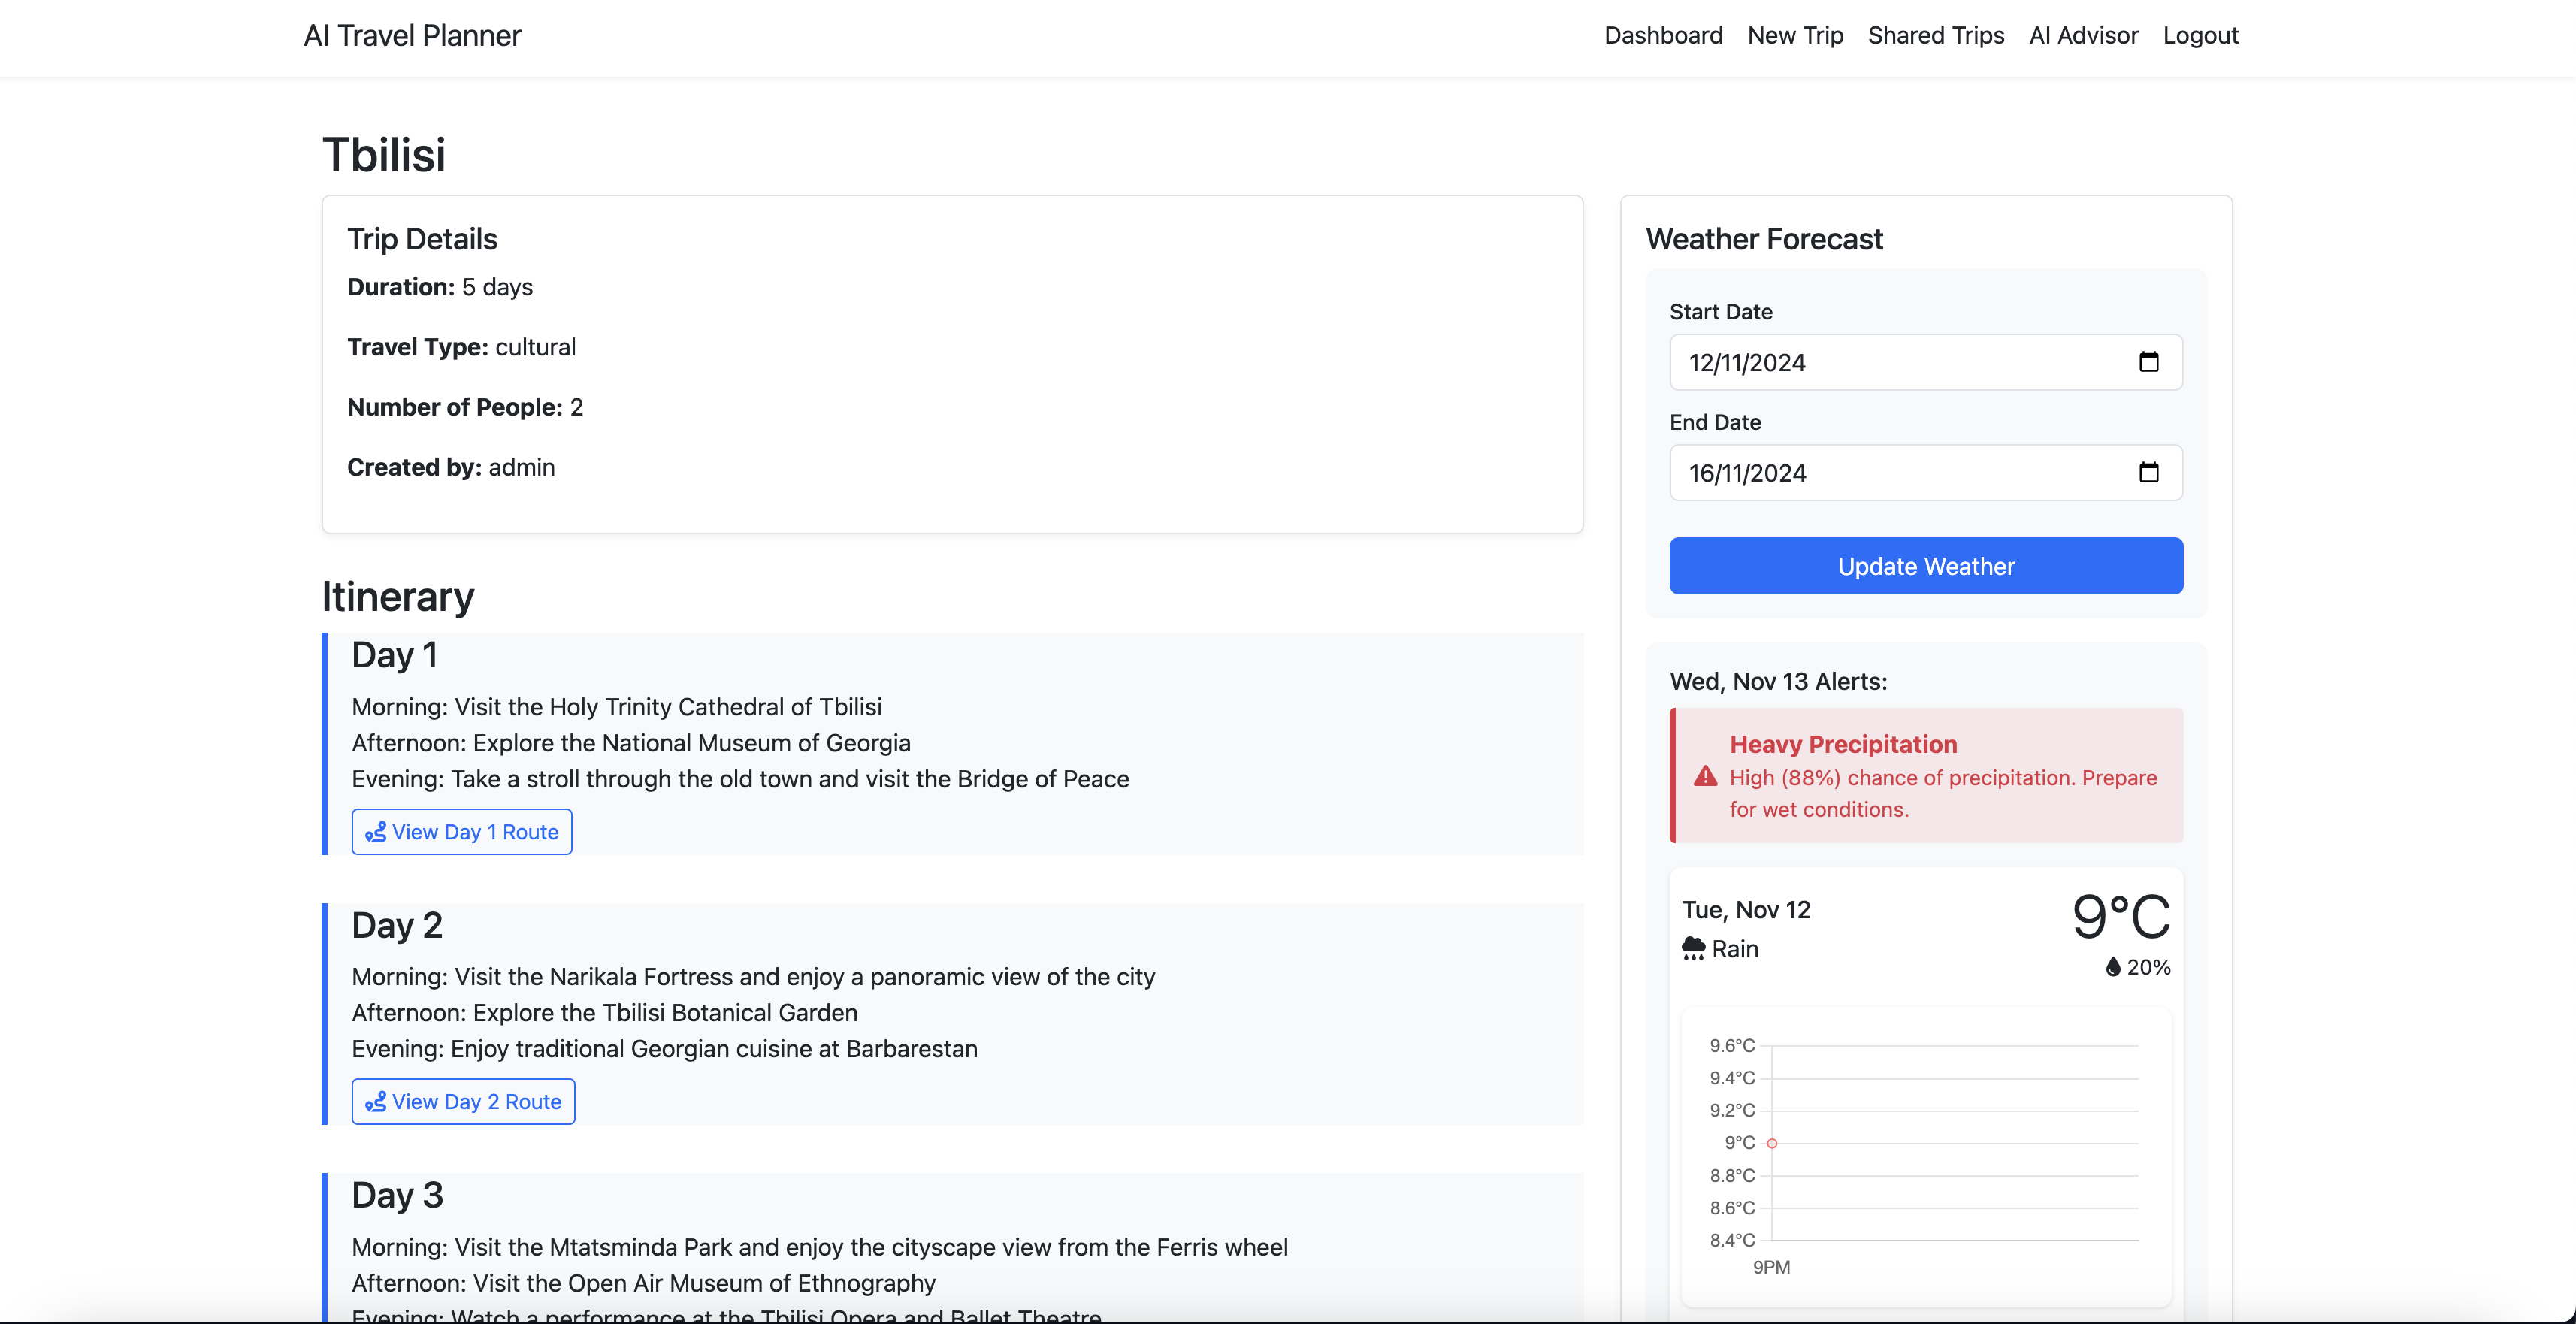 AI Travel Planner
Dashboard New Trip Shared Trips AI Advisor Logout
Tbilisi
Trip Details
Duration: 5 days
Travel Type: cultural
Number of People: 2
Created by: admin
Itinerary
Day 1
Morning: Visit the Holy Trinity Cathedral of Tbilisi
Afternoon: Explore the National Museum of Georgia
Evening: Take a stroll through the old town and visit the Bridge of Peace
View Day 1 Route
Day 2
Morning: Visit the Narikala Fortress and enjoy a panoramic view of the city
Afternoon: Explore the Tbilisi Botanical Garden
Evening: Enjoy traditional Georgian cuisine at Barbarestan
View Day 2 Route
Day 3
Morning: Visit the Mtatsminda Park and enjoy the cityscape view from the Ferris wheel
Afternoon: Visit the Open Air Museum of Ethnography
Evening: Watch a performance at the Tbilisi Opera and Ballet Theatre
Weather Forecast
Start Date
12/11/2024
End Date
16/11/2024
Update Weather
Wed, Nov 13 Alerts:
Heavy Precipitation
High (88%) chance of precipitation. Prepare
for wet conditions.
Tue, Nov 12
9°C
Rain
20%
9.6°C
9.4°C
9.2°C
9°C
8.8°C
8.6°C
8.4°C
9PM